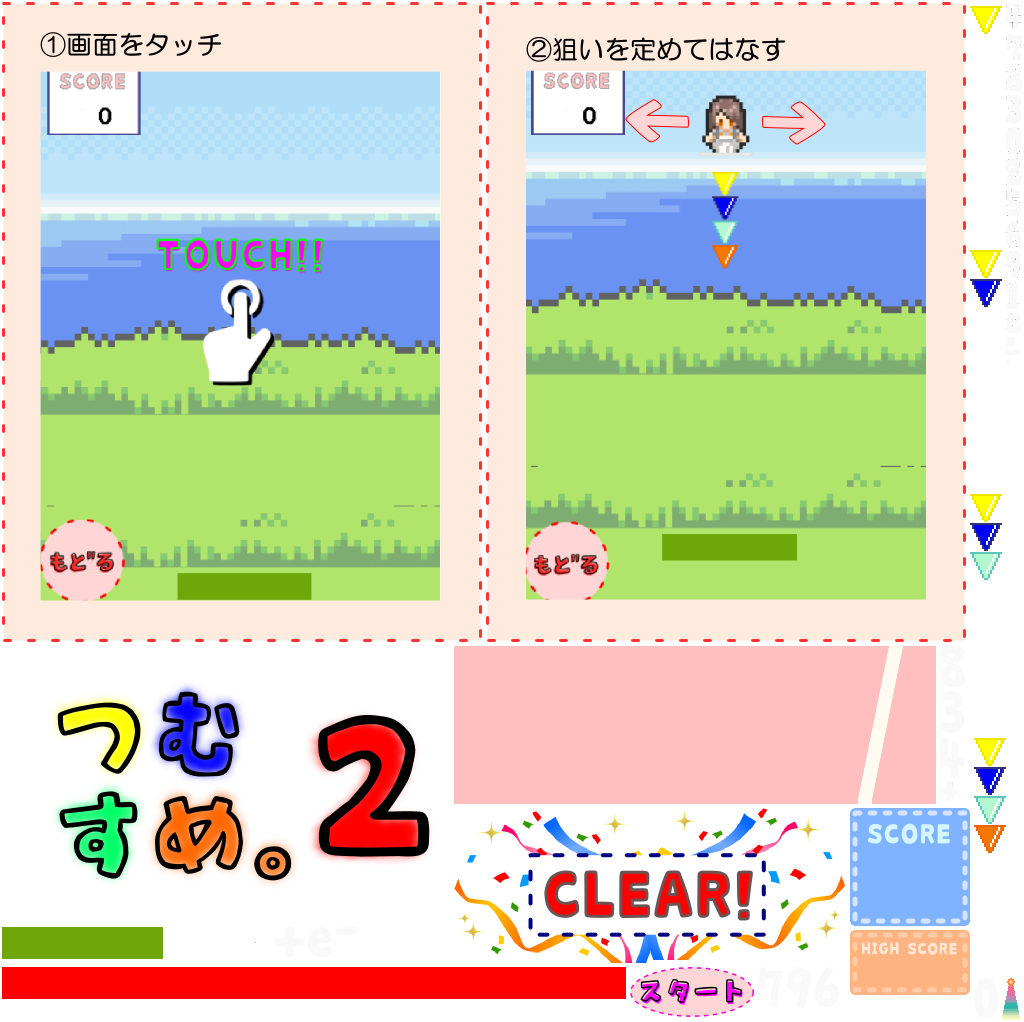 ①画面をタッチ
SCORE
0
TOUCH!!
もどる
②狙いを定めてはなす
SCORE
0
もどる
つむ
すめ。2
CLEAR!
SCORE
HIGH SCORE
スタート
+e-
796
0